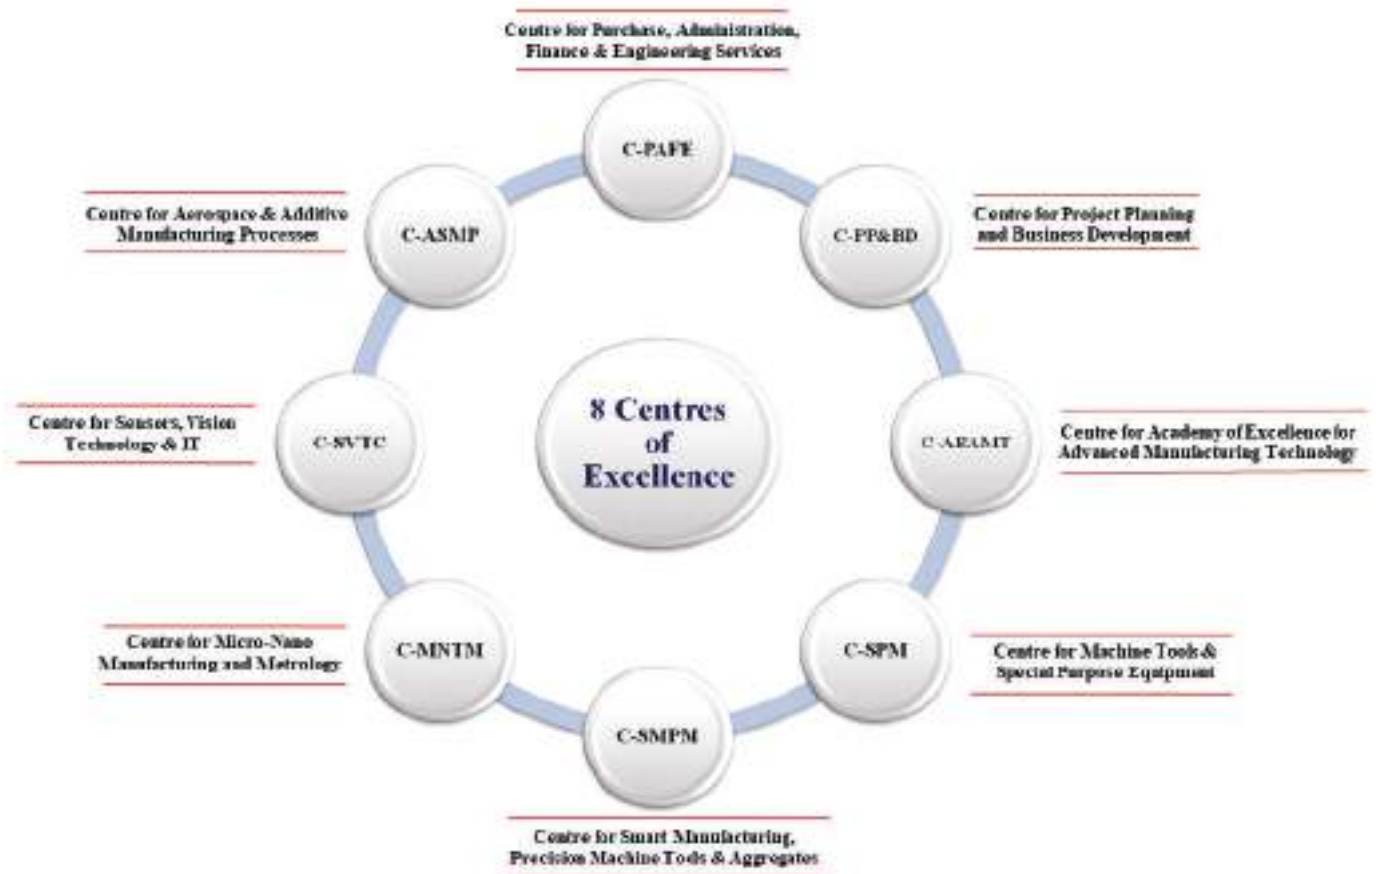 Centre for Purchase, Administration,
Finance & Engineering Services
C-PAFE
C-PP&BD
Centre for Project Planning
and Business Development
C-AEAMT
Centre for Academy of Excellence for
Advanced Manufacturing Technology
C-SPM
Centre for Machine Tools &
Special Purpose Equipment
C-SMPM
Centre for Smart Manufacturing,
Precision Machine Tools & Aggregates
C-MNTM
Centre for Micro-Nano
Manufacturing and Metrology
C-SVTC
Centre for Sensors, Vision
Technology & IT
C-ASMP
Centre for Aerospace & Additive
Manufacturing Processes
8 Centres
of
Excellence